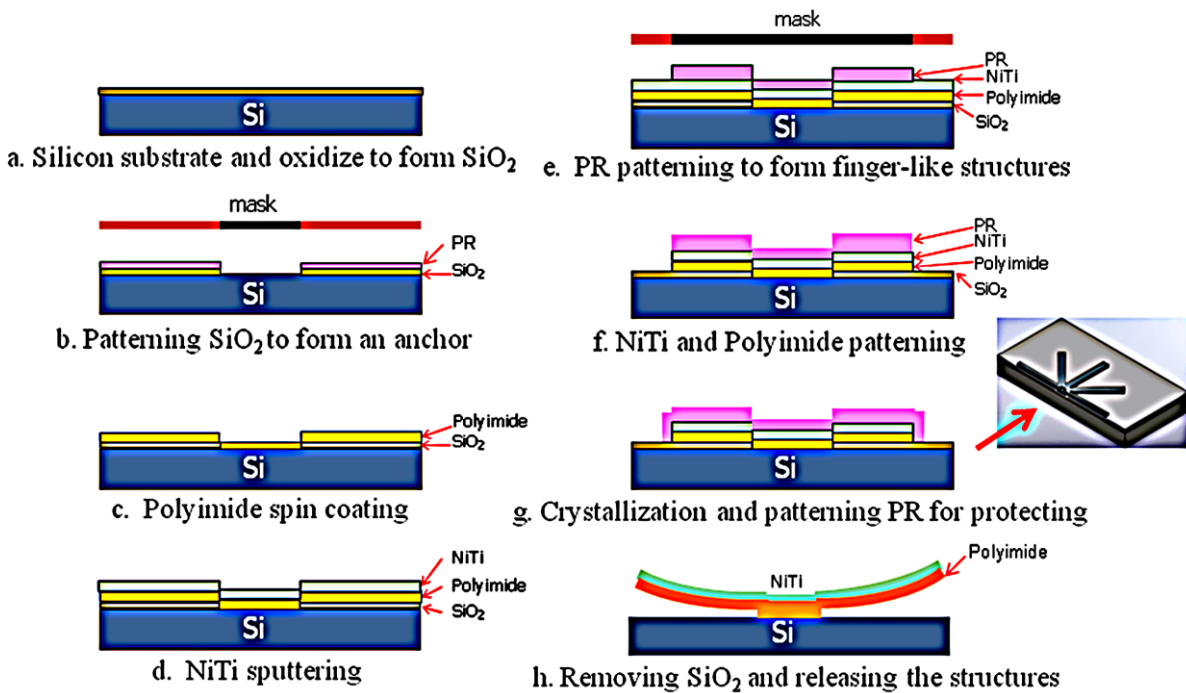 Si
a. Silicon substrate and oxidize to form SiO₂
mask
PR
SiO₂
Si
b. Patterning SiO₂ to form an anchor
Polyimide
SiO₂
Si
c. Polyimide spin coating
NiTi
Polyimide
SiO₂
Si
d. NiTi sputtering
mask
PR
NiTi
Polyimide
SiO₂
Si
e. PR patterning to form finger-like structures
PR
NiTi
Polyimide
SiO₂
Si
f. NiTi and Polyimide patterning
Si
g. Crystallization and patterning PR for protecting
Polyimide
NiTi
Si
h. Removing SiO₂ and releasing the structures